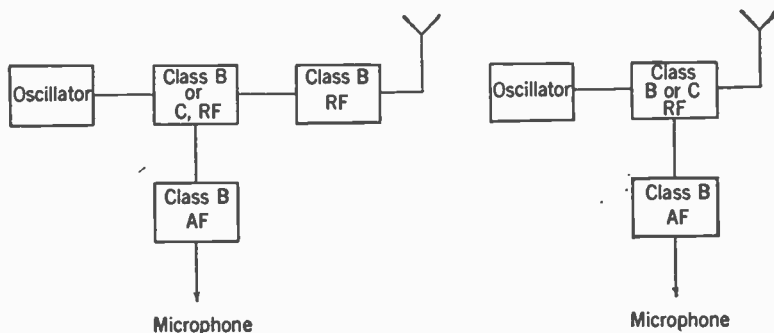 Oscillator
Class B
or
C, RF
Class B
RF
Class B
AF
Microphone
Oscillator
Class
B or C
RF
Class B
AF
Microphone